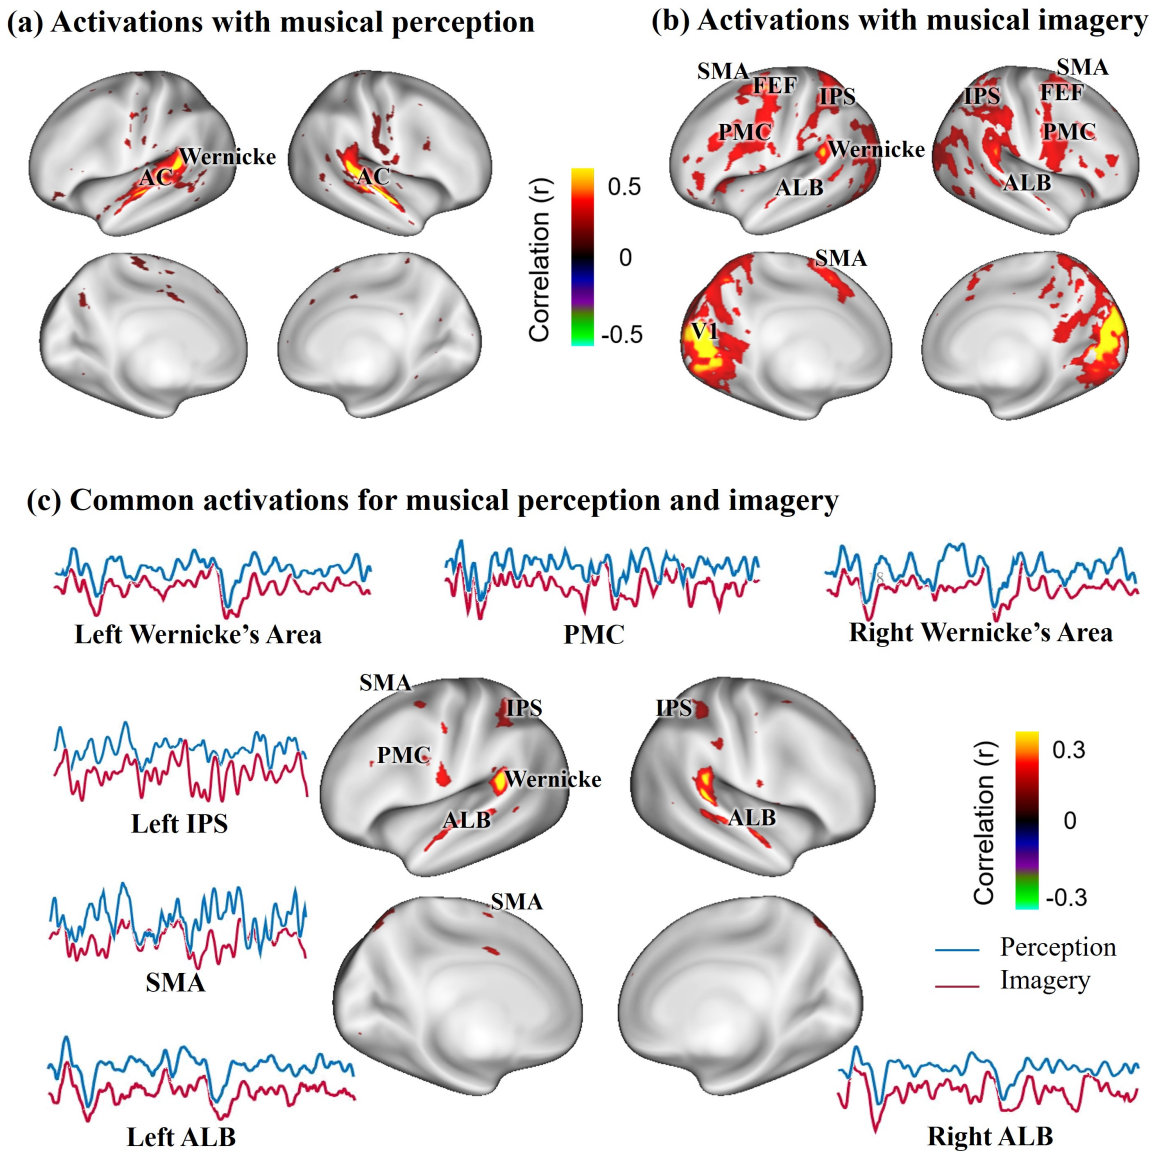 (a) Activations with musical perception
(b) Activations with musical imagery
Wernicke
AC
AC
Correlation (r)
0.5
0
-0.5
SMA
FEF
IPS
PMC
Wernicke
ALB
SMA
IPS
FEF
PMC
ALB
SMA
V1
(c) Common activations for musical perception and imagery
8
Left Wernicke's Area
PMC
Right Wernicke's Area
SMA
IPS
PMC
Wernicke
ALB
IPS
ALB
Left IPS
Correlation (r)
0.3
0
-0.3
SMA
SMA
Perception
Imagery
Left ALB
Right ALB